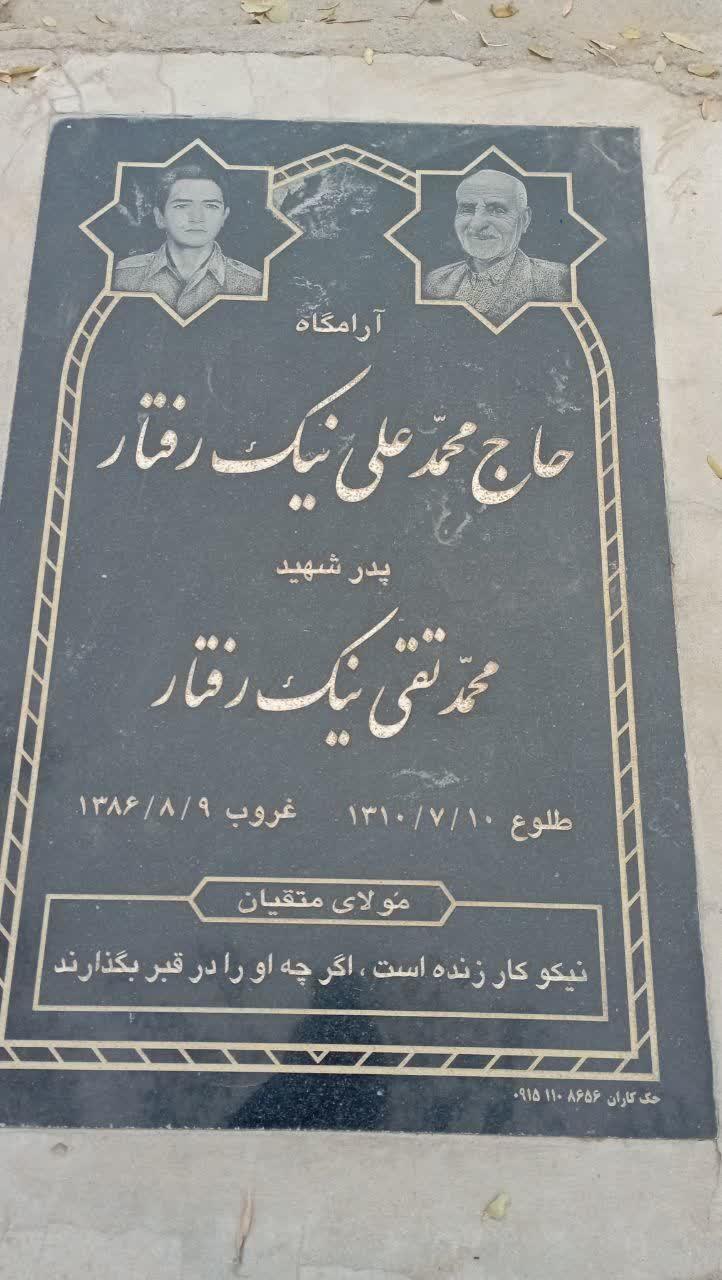 آرامگاه
حاج محمّد علی نیک رفتار
پدر شهید
محمّد تقی نیک رفتار
طلوع ۱۳۱۰/۷/۱۰ غروب ۱۳۸۶/۸/۹
مولای متقیان
نیکو کار زنده است ، اگر چه او را در قبر بگذارند
حک کاران ۸۶۵۶ ۱۱۰ ۰۹۱۵